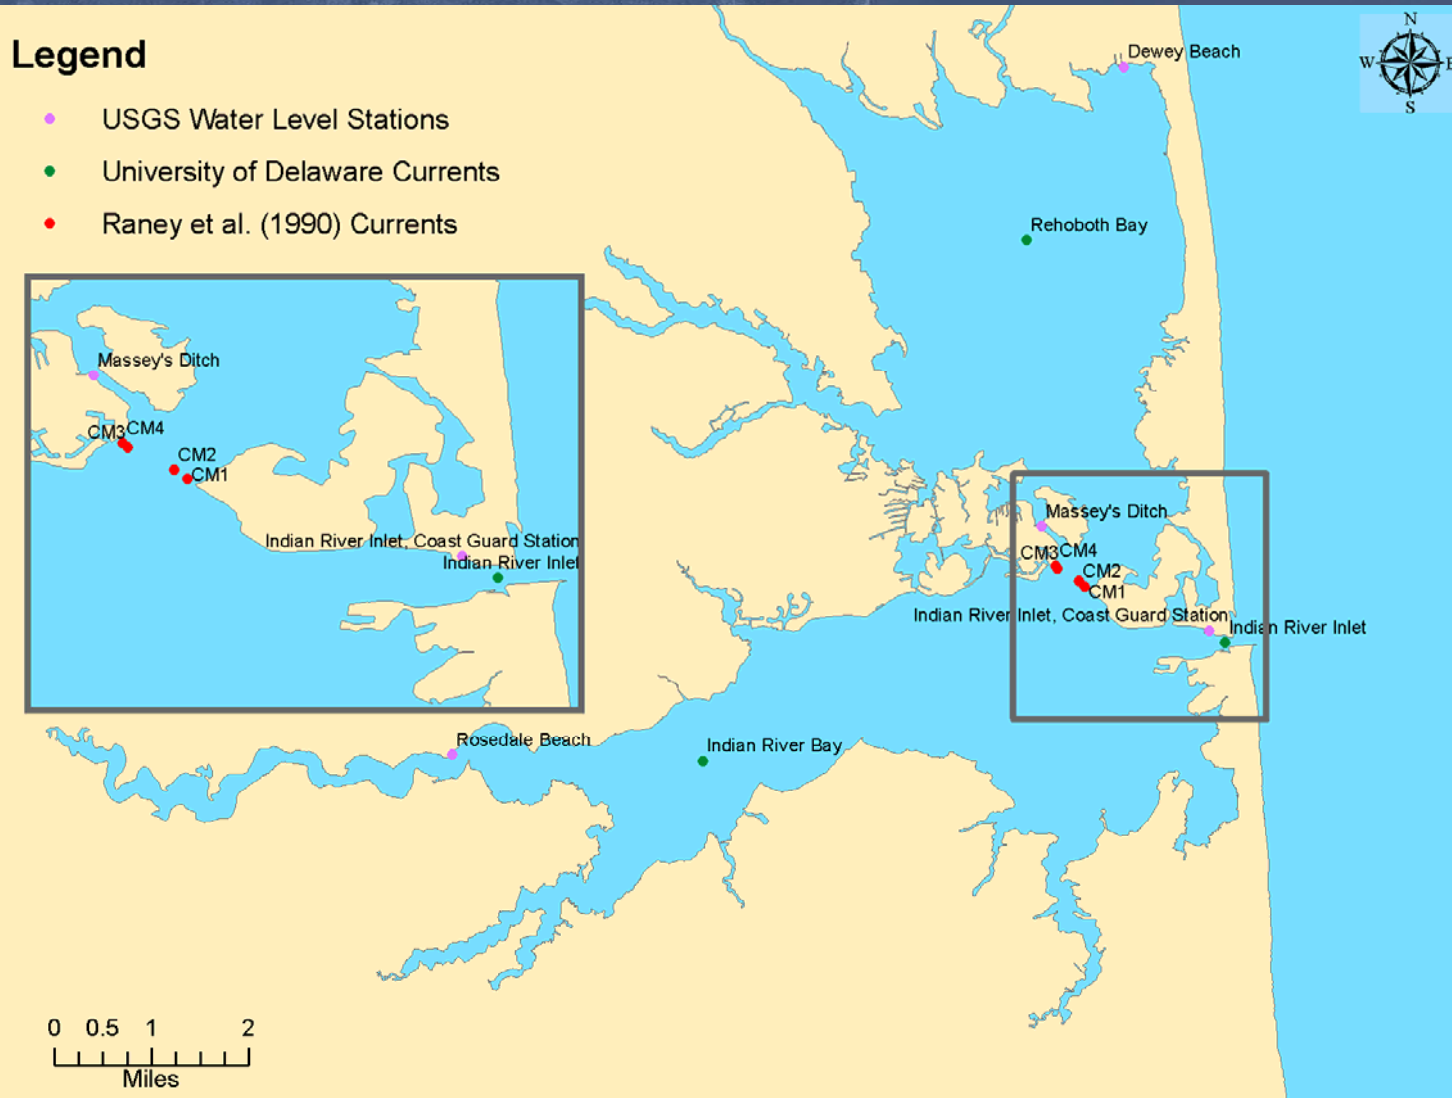 Legend
USGS Water Level Stations
University of Delaware Currents
Raney et al. (1990) Currents
N
W
E
S
Dewey Beach
Rehoboth Bay
Massey's Ditch
CM3
CM4
CM2
CM1
Indian River Inlet, Coast Guard Station
Indian River Inlet
Massey's Ditch
CM3
CM4
CM2
CM1
Indian River Inlet, Coast Guard Station
Indian River Inlet
Rosedale Beach
Indian River Bay
0 0.5 1 2
Miles